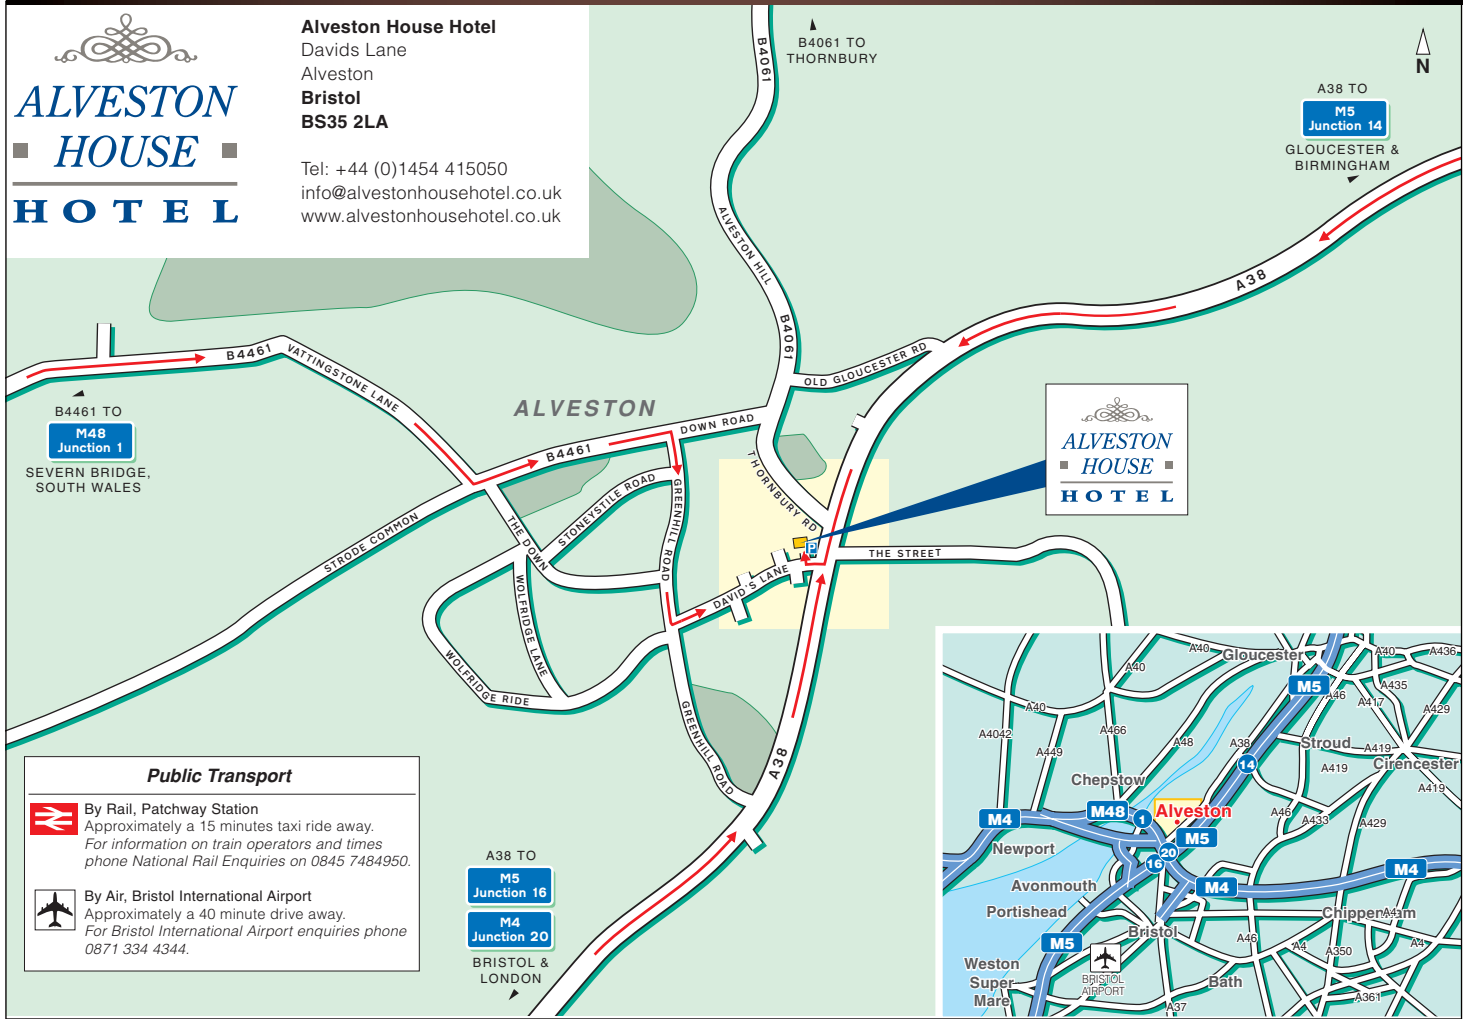 ALVESTON
HOUSE
HOTEL
Alveston House Hotel
Davids Lane
Alveston
Bristol
BS35 2LA
Tel: +44 (0)1454 415050
info@alvestonhousehotel.co.uk
www.alvestonhousehotel.co.uk
B4061
B4061 TO
THORNBURY
N
A38 TO
M5
Junction 14
GLOUCESTER &
BIRMINGHAM
ALVESTON HILL
A38
B4061
OLD GLOUCESTER RD
B4461
VATTINGSTONE LANE
B4461 TO
M48
Junction 1
SEVERN BRIDGE,
SOUTH WALES
ALVESTON
DOWN ROAD
B4461
THORNBURY RD
ALVESTON
HOUSE
HOTEL
STONEYSTILE ROAD
GREENHILL ROAD
THE DOWN
STRODE COMMON
P
THE STREET
DAVID'S LANE
WOLFRIDGE LANE
WOLFRIDGE RIDE
GREENHILL ROAD
A38
Public Transport
By Rail, Patchway Station
Approximately a 15 minutes taxi ride away.
For information on train operators and times
phone National Rail Enquiries on 0845 7484950.
By Air, Bristol International Airport
Approximately a 40 minute drive away.
For Bristol International Airport enquiries phone
0871 334 4344.
A38 TO
M5
Junction 16
M4
Junction 20
BRISTOL &
LONDON
A40
Gloucester
A40
A436
A40
M5
A46
A435
A417
A429
A40
A4042
A449
A466
A48
A38
Stroud
A419
Cirencester
14
A419
A419
Chepstow
M4
M48
1
Alveston
A46
A433
A429
M5
Newport
20
16
M4
M4
Avonmouth
Portishead
Chippenham
A4
Bristol
M5
A46
A4
A350
A4
BRISTOL
AIRPORT
Weston
Super
Mare
Bath
A361
A37